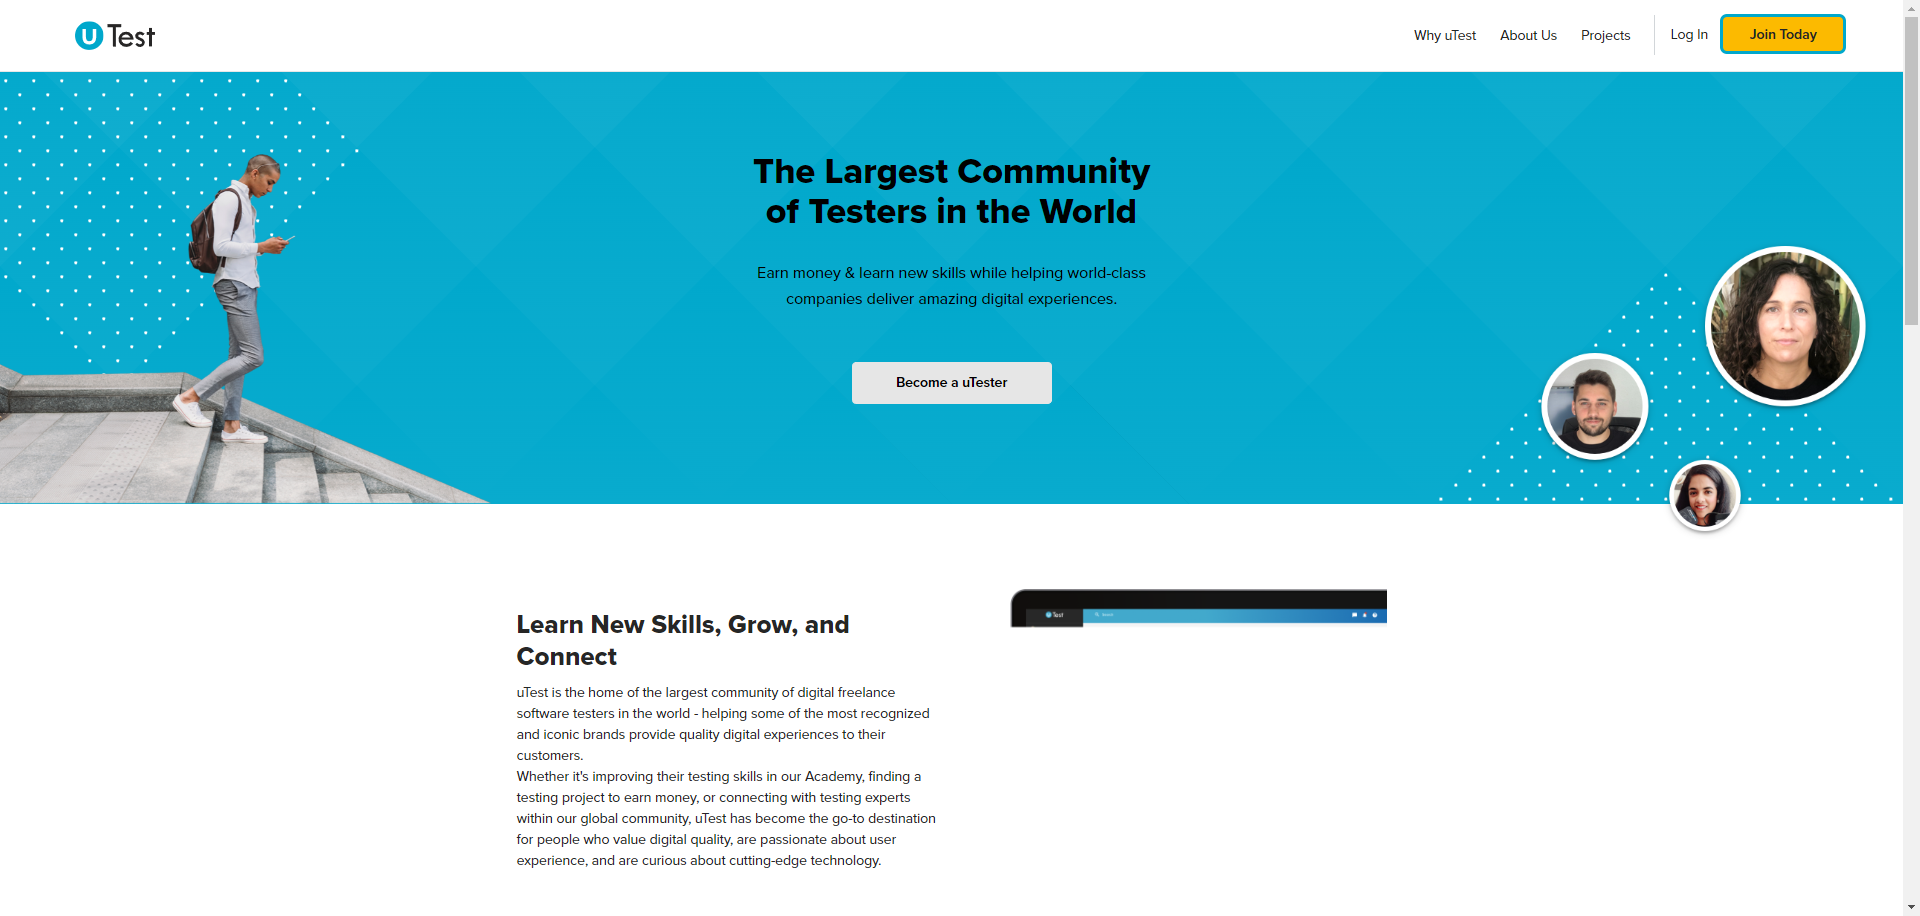 uTest
Why uTest
About Us
Projects
Log In
Join Today
The Largest Community
of Testers in the World
Earn money & learn new skills while helping world-class
companies deliver amazing digital experiences.
Become a uTester
Learn New Skills, Grow, and
Connect
uTest is the home of the largest community of digital freelance
software testers in the world - helping some of the most recognized
and iconic brands provide quality digital experiences to their
customers.
Whether it's improving their testing skills in our Academy, finding a
testing project to earn money, or connecting with testing experts
within our global community, uTest has become the go-to destination
for people who value digital quality, are passionate about user
experience, and are curious about cutting-edge technology.
uTest